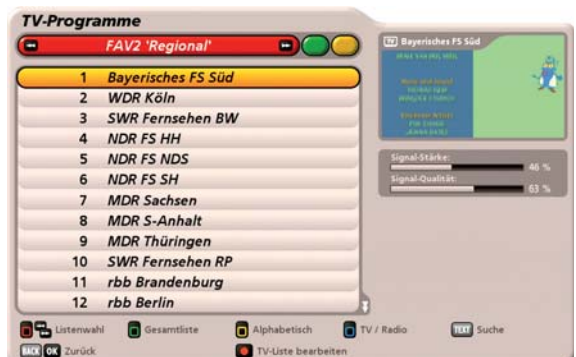 TV-Programme
FAV2 'Regional'
1 Bayerisches FS Süd
2 WDR Köln
3 SWR Fernsehen BW
4 NDR FS HH
5 NDR FS NDS
6 NDR FS SH
7 MDR Sachsen
8 MDR S-Anhalt
9 MDR Thüringen
10 SWR Fernsehen RP
11 rbb Brandenburg
12 rbb Berlin
TV Bayerisches FS Süd
Signal-Stärke:
46 %
Signal-Qualität:
63 %
Listenwahl Gesamtliste Alphabetisch TV / Radio TEXT Suche
BACK OK Zurück TV-Liste bearbeiten